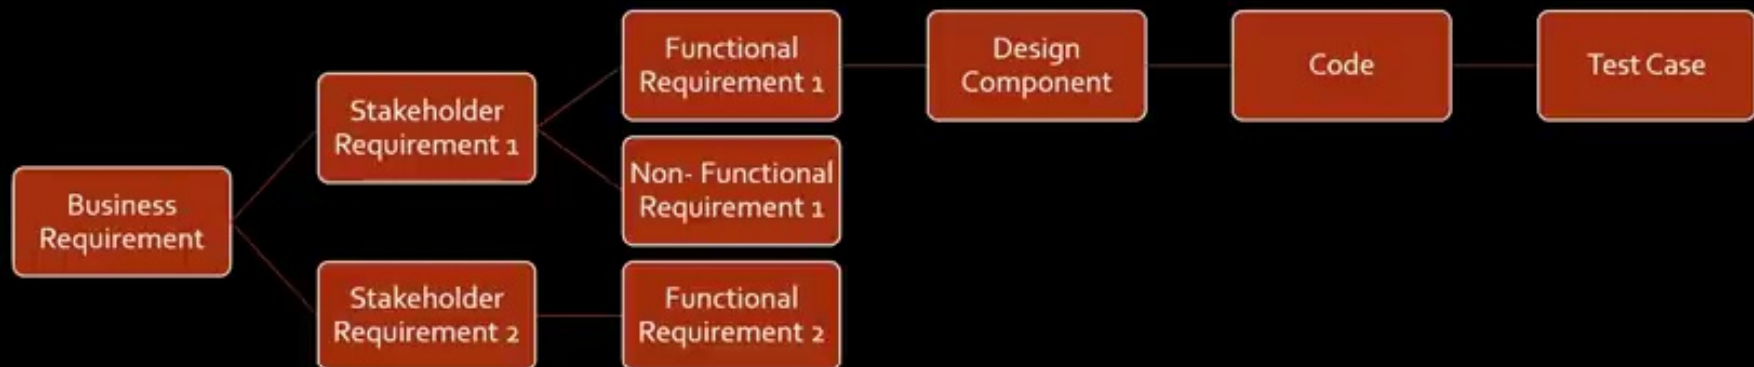 Business
Requirement
Stakeholder
Requirement 1
Stakeholder
Requirement 2
Functional
Requirement 1
Non- Functional
Requirement 1
Functional
Requirement 2
Design
Component
Code
Test Case